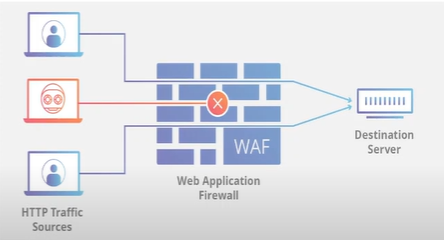 WAF
Destination
Server
Web Application
Firewall
HTTP Traffic
Sources